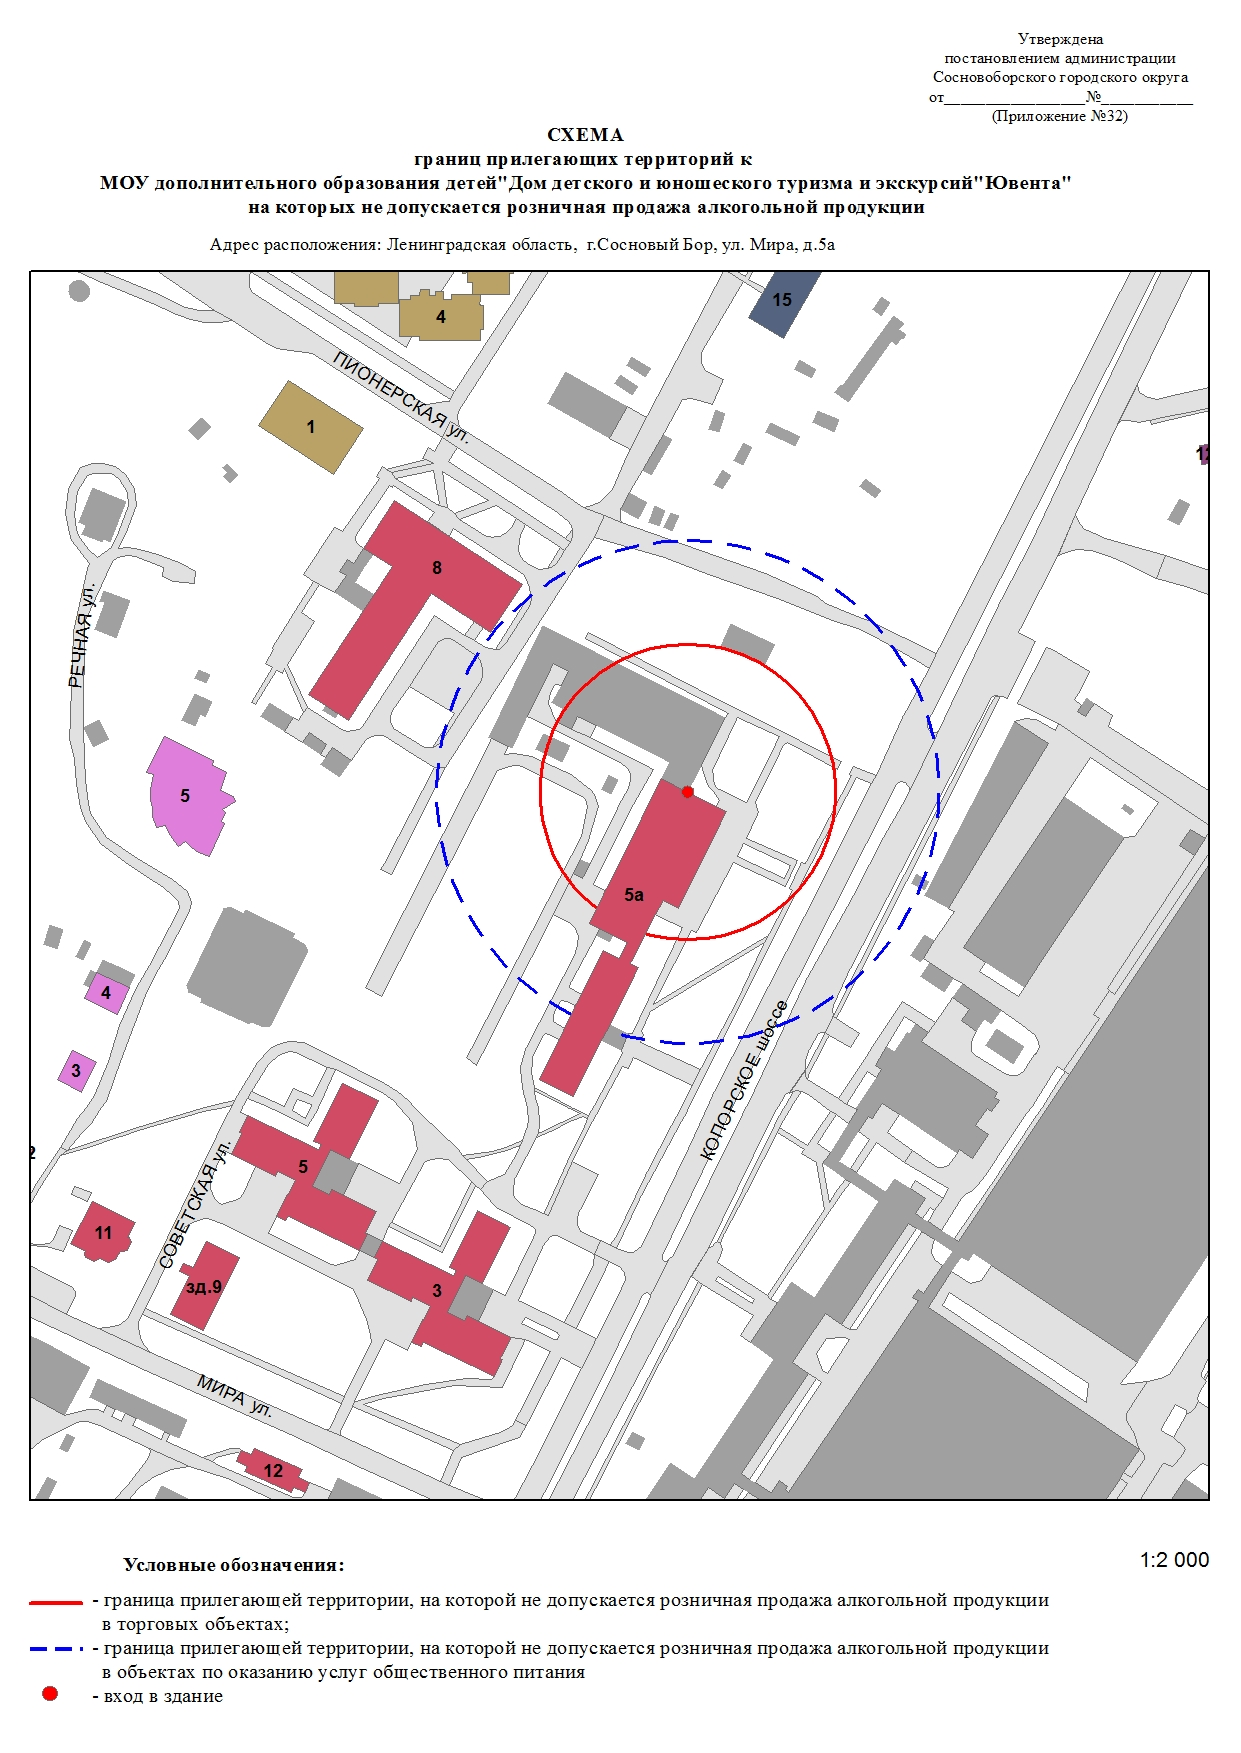 Утверждена
постановлением администрации
Сосновоборского городского округа
от_________________№___________
(Приложение №32)
СХЕМА
границ прилегающих территорий к
МОУ дополнительного образования детей"Дом детского и юношеского туризма и экскурсий"Ювента"
на которых не допускается розничная продажа алкогольной продукции
Адрес расположения: Ленинградская область, г.Сосновый Бор, ул. Мира, д.5а
15
4
ПИОНЕРСКАЯ ул.
1
8
РЕЧНАЯ ул.
5
5а
4
3
КОПОРСКОЕ шоссе
2
5
СОВЕТСКАЯ ул.
11
зд.9
3
МИРА ул.
12
1:2 000
Условные обозначения:
- граница прилегающей территории, на которой не допускается розничная продажа алкогольной продукции
в торговых объектах;
- граница прилегающей территории, на которой не допускается розничная продажа алкогольной продукции
в объектах по оказанию услуг общественного питания
- вход в здание